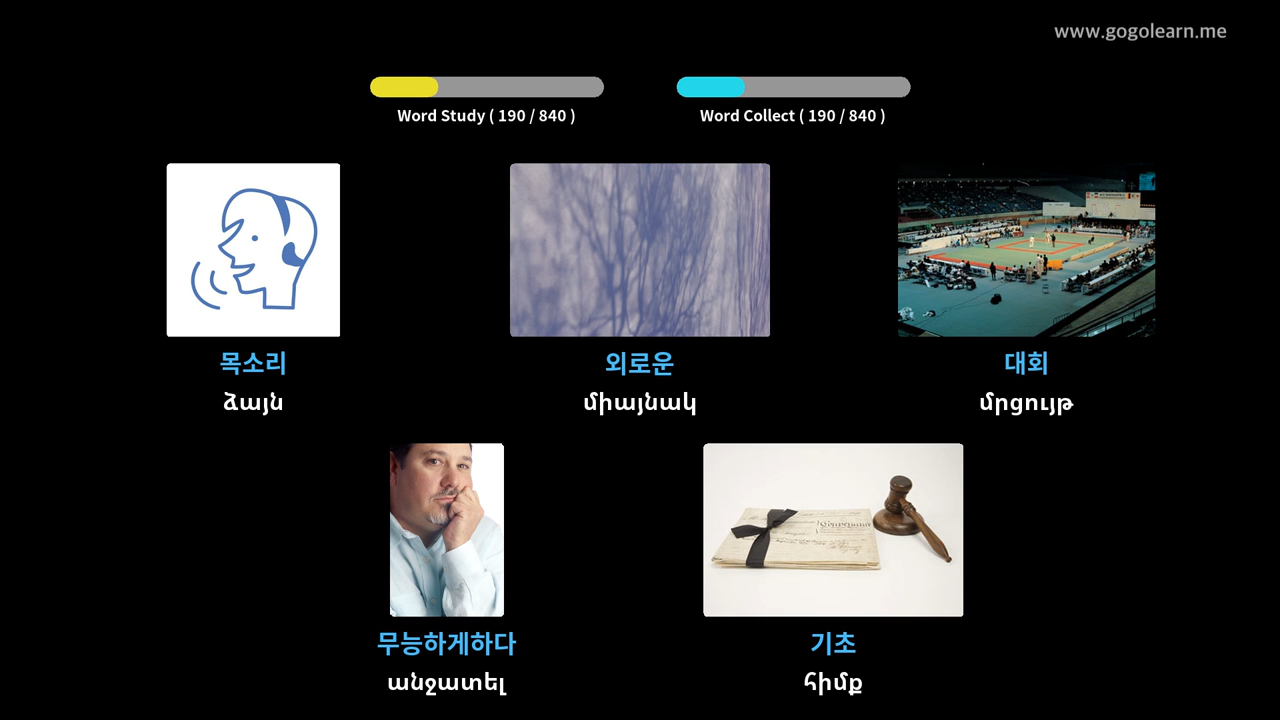 www.gogolearn.me
Word Study ( 190 / 840 )
Word Collect ( 190 / 840 )
목소리
ձայն
외로운
միայնակ
대회
մրցույթ
무능하게하다
անջատել
기초
հիմք